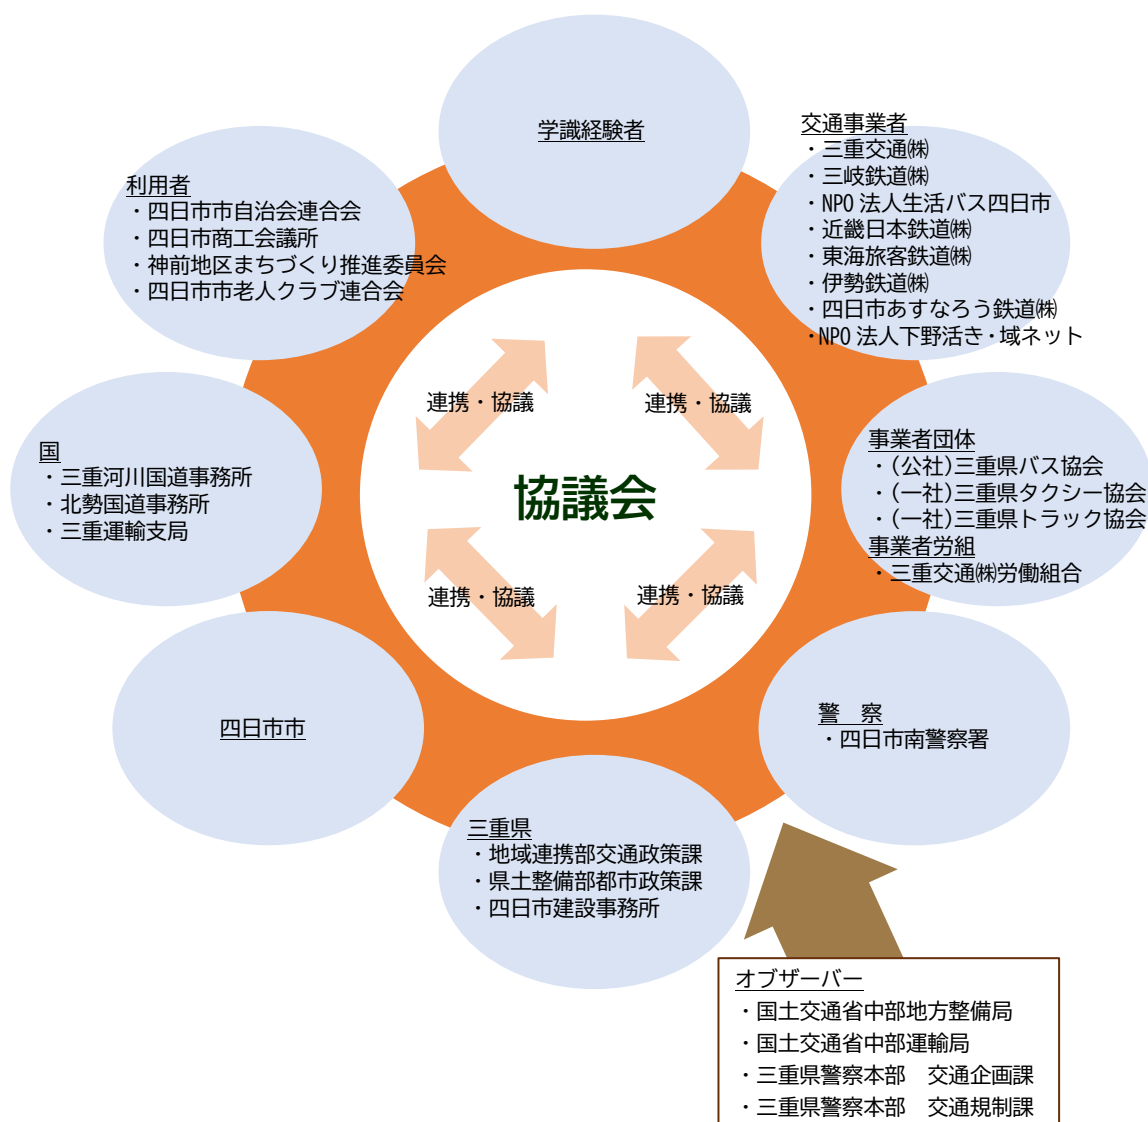 学識経験者
交通事業者
・三重交通㈱
・三岐鉄道㈱
・NPO 法人生活バス四日市
・近畿日本鉄道㈱
・東海旅客鉄道㈱
・伊勢鉄道㈱
・四日市あすなろう鉄道㈱
・NPO 法人下野活き・域ネット
利用者
・四日市市自治会連合会
・四日市商工会議所
・神前地区まちづくり推進委員会
・四日市市老人クラブ連合会
連携・協議
連携・協議
国
・三重河川国道事務所
・北勢国道事務所
・三重運輸支局
協議会
事業者団体
・(公社)三重県バス協会
・(一社)三重県タクシー協会
・(一社)三重県トラック協会
事業者労組
・三重交通㈱労働組合
連携・協議
連携・協議
四日市市
警　察
・四日市南警察署
三重県
・地域連携部交通政策課
・県土整備部都市政策課
・四日市建設事務所
オブザーバー
・国土交通省中部地方整備局
・国土交通省中部運輸局
・三重県警察本部　交通企画課
・三重県警察本部　交通規制課